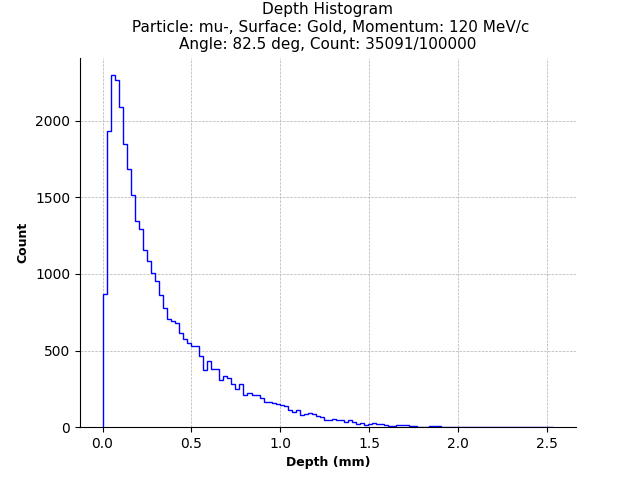 Depth Histogram
Particle: mu-, Surface: Gold, Momentum: 120 MeV/c
Angle: 82.5 deg, Count: 35091/100000
2000
1500
1000
500
0
Count
0.0 0.5 1.0 1.5 2.0 2.5
Depth (mm)